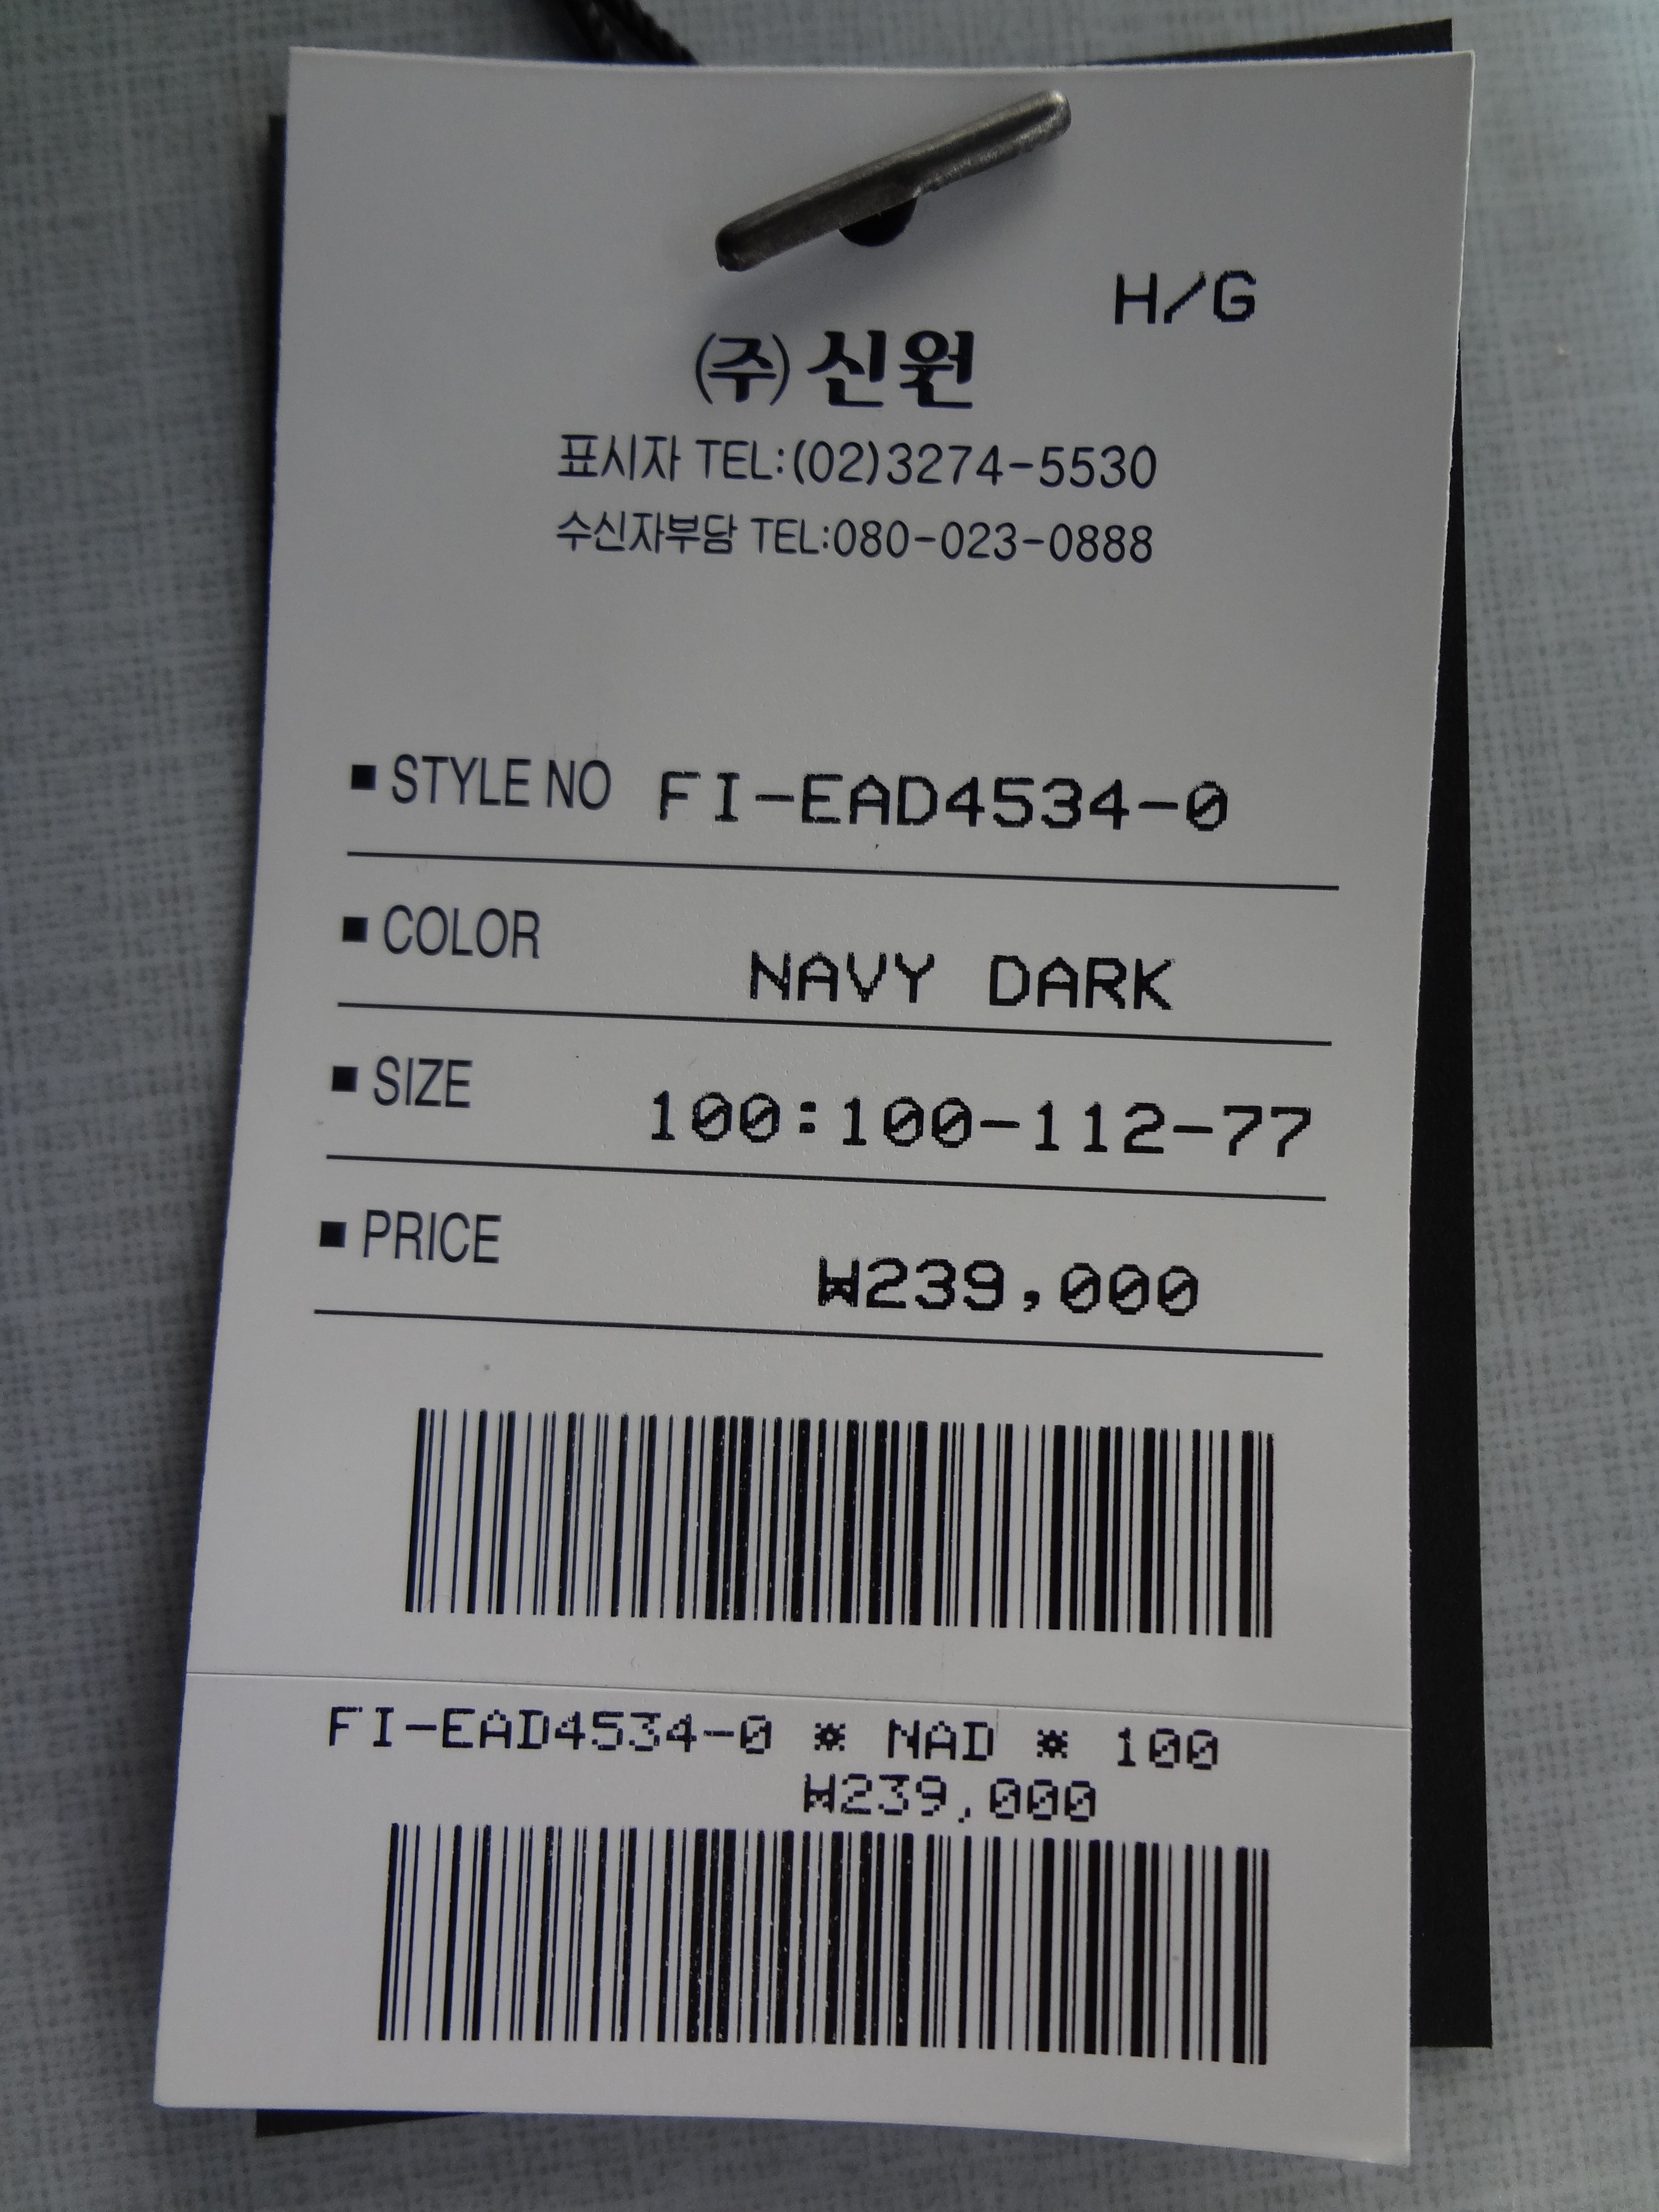 H/G
㈜신원
표시자 TEL:(02)3274-5530
수신자부담 TEL:080-023-0888
■ STYLE NO FI-EAD4534-0
■ COLOR NAVY DARK
■ SIZE 100:100-112-77
■ PRICE ₩239,000
FI-EAD4534-0 * NAD * 100
₩239,000